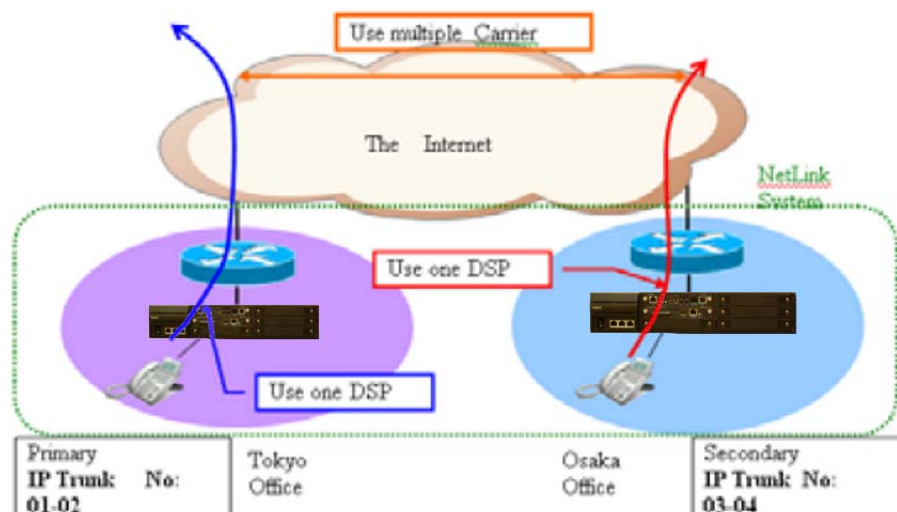 Use multiple Carrier
The Internet
NetLink
System
Use one DSP
Use one DSP
Primary
IP Trunk No:
01-02
Tokyo
Office
Osaka
Office
Secondary
IP Trunk No:
03-04